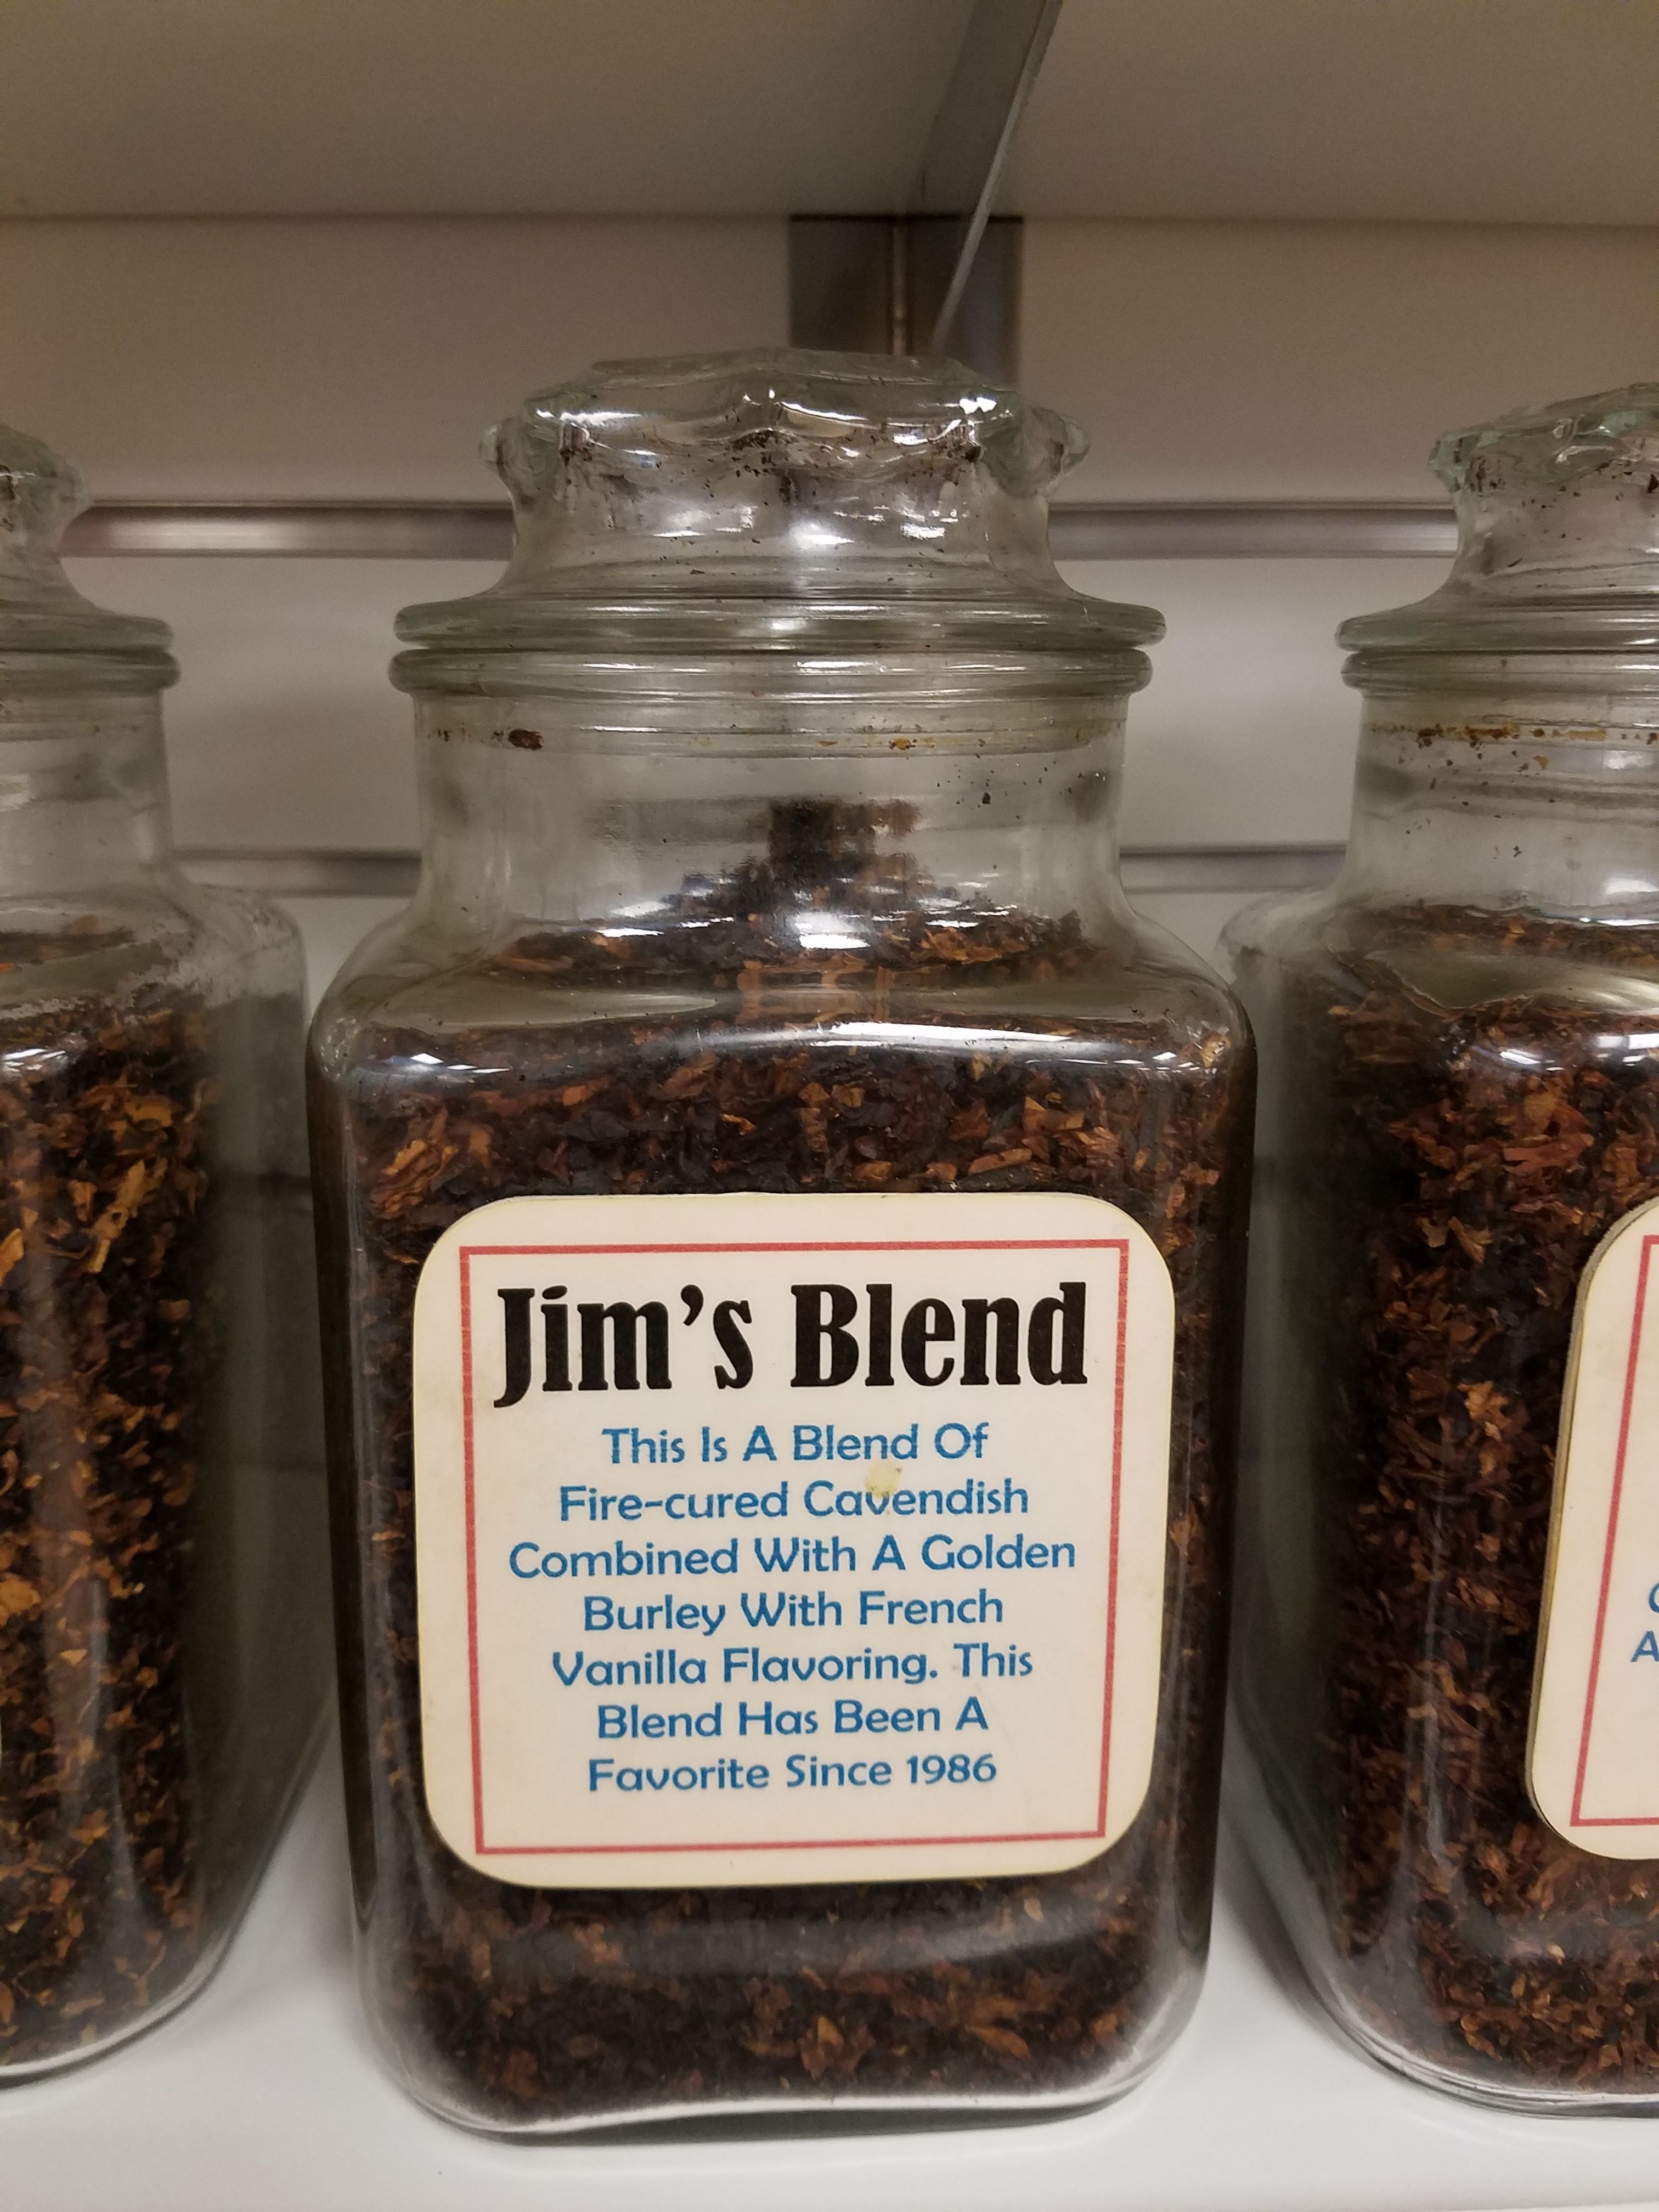 Jim's Blend
This Is A Blend Of
Fire-cured Cavendish
Combined With A Golden
Burley With French
Vanilla Flavoring. This
Blend Has Been A
Favorite Since 1986